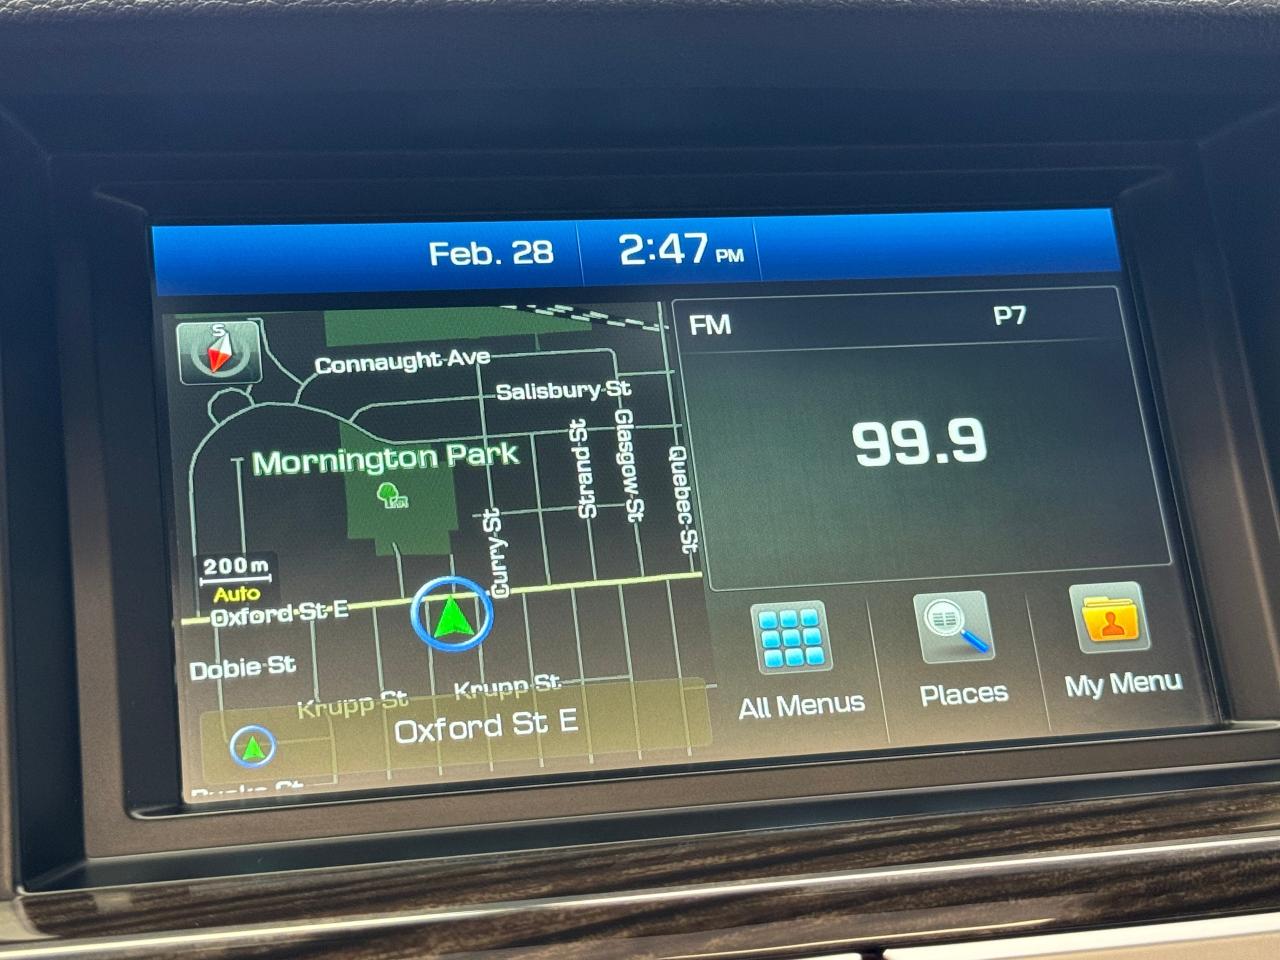 Feb. 28
2:47 PM
S
Connaught Ave
Salisbury St
Mornington Park
Strand St
Glasgow St
Quebec St
Curry St
200m
Auto
Oxford St E
Dobie St
Krupp St
Krupp St
Oxford St E
FM
P7
99.9
All Menus
Places
My Menu